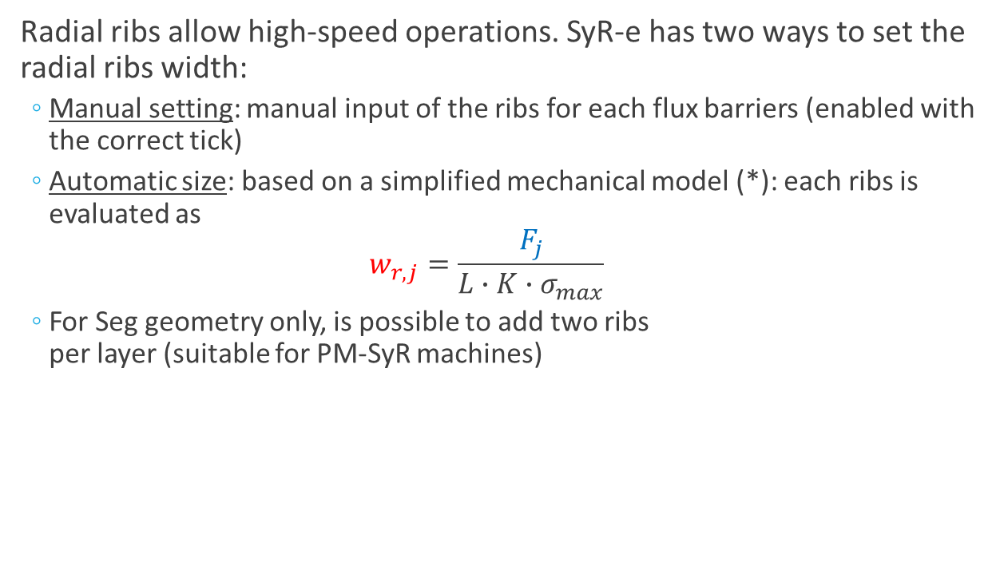 Radial ribs allow high-speed operations. SyR-e has two ways to set the
radial ribs width:
◦ Manual setting: manual input of the ribs for each flux barriers (enabled with
the correct tick)
◦ Automatic size: based on a simplified mechanical model (*): each ribs is
evaluated as
w_{r,j} = \frac{F_j}{L \cdot K \cdot \sigma_{max}}
◦ For Seg geometry only, is possible to add two ribs
per layer (suitable for PM-SyR machines)